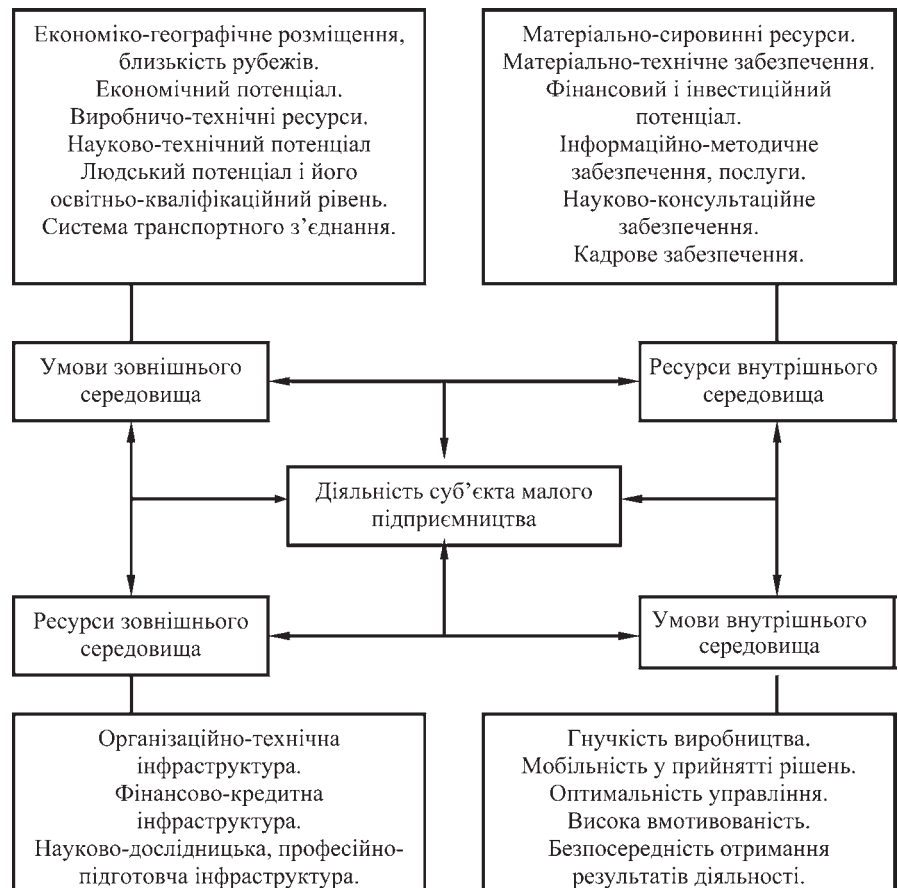 Економіко-географічне розміщення,
близькість рубежів.
Економічний потенціал.
Виробничо-технічні ресурси.
Науково-технічний потенціал
Людський потенціал і його
освітньо-кваліфікаційний рівень.
Система транспортного з’єднання.
Матеріально-сировинні ресурси.
Матеріально-технічне забезпечення.
Фінансовий і інвестиційний
потенціал.
Інформаційно-методичне
забезпечення, послуги.
Науково-консультаційне
забезпечення.
Кадрове забезпечення.
Умови зовнішнього
середовища
Ресурси внутрішнього
середовища
Діяльність суб’єкта малого
підприємництва
Ресурси зовнішнього
середовища
Умови внутрішнього
середовища
Організаційно-технічна
інфраструктура.
Фінансово-кредитна
інфраструктура.
Науково-дослідницька, професійно-
підготовча інфраструктура.
Гнучкість виробництва.
Мобільність у прийнятті рішень.
Оптимальність управління.
Висока вмотивованість.
Безпосередність отримання
результатів діяльності.